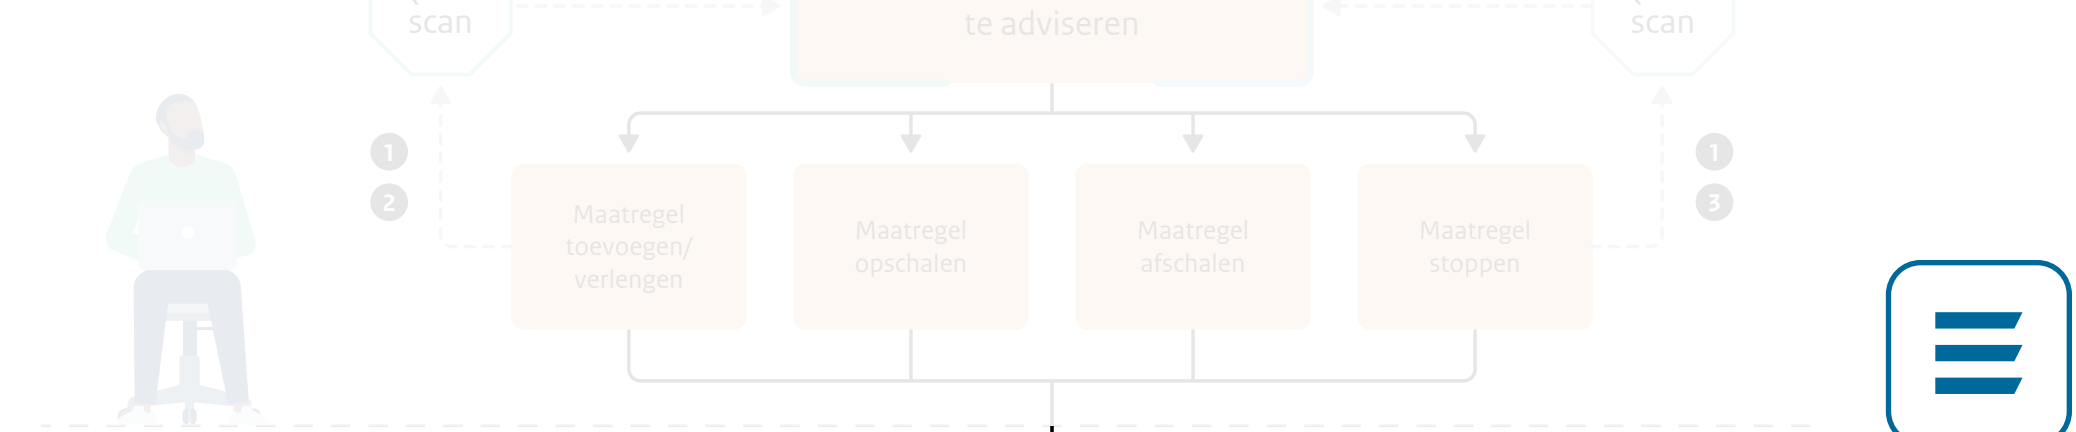 scan
te adviseren
scan
1
2
1
3
Maatregel
toevoegen/
verlengen
Maatregel
opschalen
Maatregel
afschalen
Maatregel
stoppen